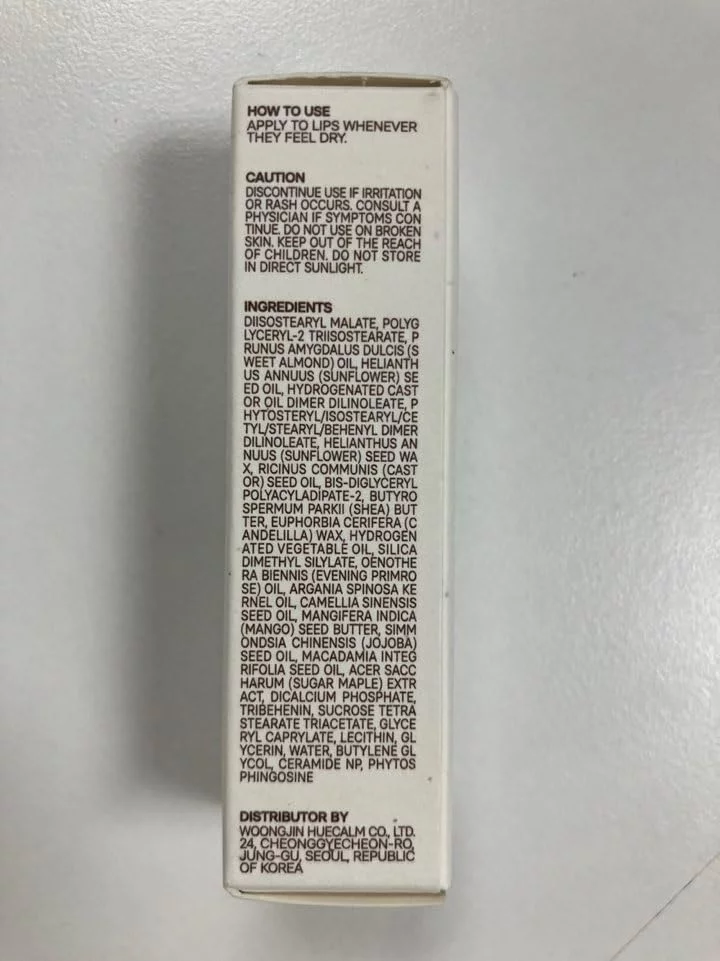 HOW TO USE
APPLY TO LIPS WHENEVER
THEY FEEL DRY.
CAUTION
DISCONTINUE USE IF IRRITATION
OR RASH OCCURS. CONSULT A
PHYSICIAN IF SYMPTOMS CON
TINUE. DO NOT USE ON BROKEN
SKIN. KEEP OUT OF THE REACH
OF CHILDREN. DO NOT STORE
IN DIRECT SUNLIGHT.
INGREDIENTS
DIISOSTEARYL MALATE, POLYG
LYCERYL-2 TRIISOSTEARATE, P
RUNUS AMYGDALUS DULCIS (S
WEET ALMOND) OIL, HELIANTH
US ANNUUS (SUNFLOWER) SE
ED OIL, HYDROGENATED CAST
OR OIL DIMER DILINOLEATE, P
HYTOSTERYL/ISOSTEARYL/CE
TYL/STEARYL/BEHENYL DIMER
DILINOLEATE, HELIANTHUS AN
NUUS (SUNFLOWER) SEED WA
X, RICINUS COMMUNIS (CAST
OR) SEED OIL, BIS-DIGLYCERYL
POLYACYLADIPATE-2, BUTYRO
SPERMUM PARKII (SHEA) BUT
TER, EUPHORBIA CERIFERA (C
ANDELILLA) WAX, HYDROGEN
ATED VEGETABLE OIL, SILICA
DIMETHYL SILYLATE, OENOTHE
RA BIENNIS (EVENING PRIMRO
SE) OIL, ARGANIA SPINOSA KE
RNEL OIL, CAMELLIA SINENSIS
SEED OIL, MANGIFERA INDICA
(MANGO) SEED BUTTER, SIMM
ONDSIA CHINENSIS (JOJOBA)
SEED OIL, MACADAMIA INTEG
RIFOLIA SEED OIL, ACER SACC
HARUM (SUGAR MAPLE) EXTR
ACT, DICALCIUM PHOSPHATE,
TRIBEHENIN, SUCROSE TETRA
STEARATE TRIACETATE, GLYCE
RYL CAPRYLATE, LECITHIN, GL
YCERIN, WATER, BUTYLENE GL
YCOL, CERAMIDE NP, PHYTOS
PHINGOSINE
DISTRIBUTOR BY
WOONGJIN HUECALM CO., LTD.
24, CHEONGGYECHEON-RO,
JUNG-GU, SEOUL, REPUBLIC
OF KOREA